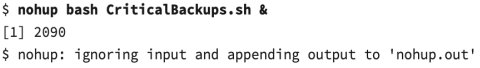 $ nohup bash CriticalBackups.sh &
[1] 2090
$ nohup: ignoring input and appending output to 'nohup.out'